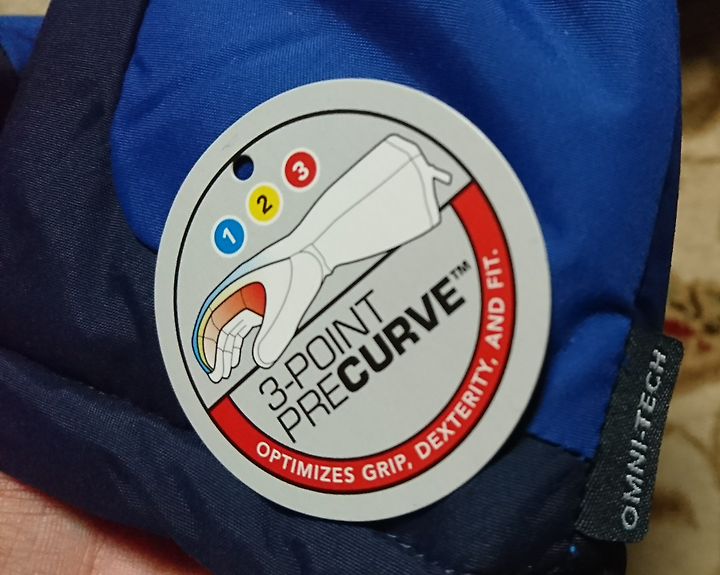 1 2 3
3-POINT
PRECURVE™
OPTIMIZES GRIP, DEXTERITY, AND FIT.
OMNI-TECH